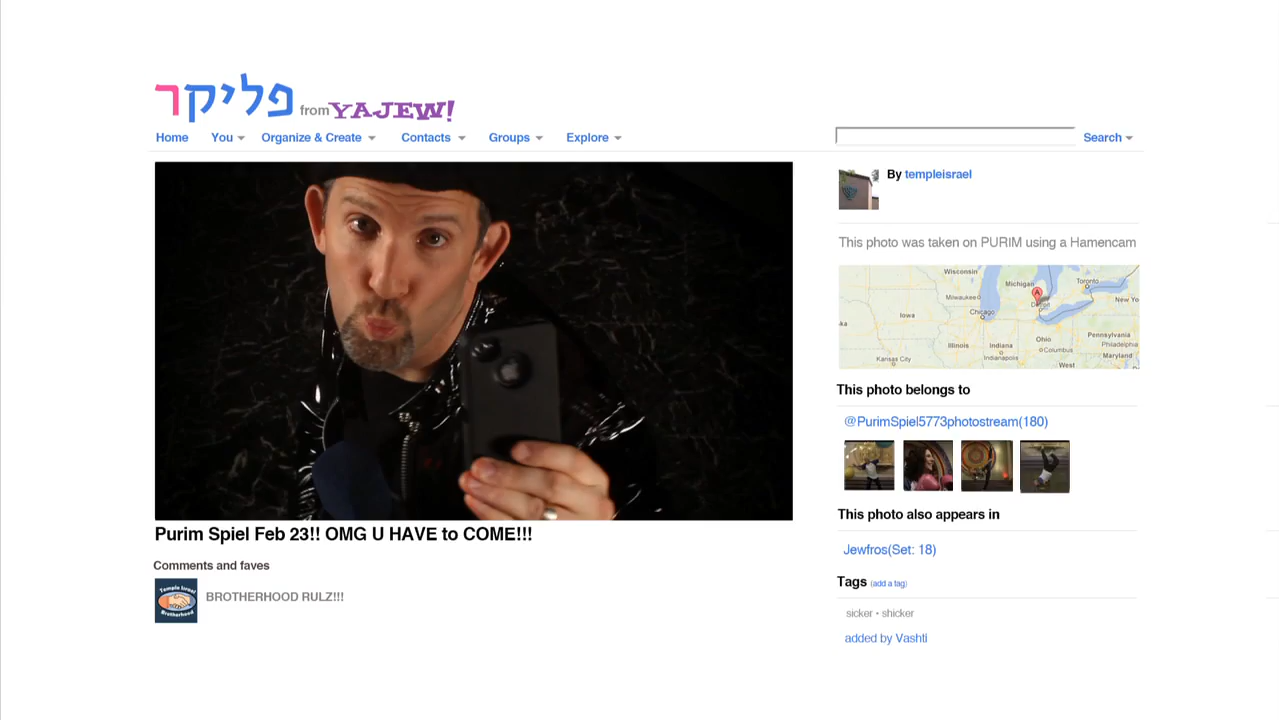 פליקר from YAJEW!
Home You Organize & Create Contacts Groups Explore Search
By templeisrael
This photo was taken on PURIM using a Hamencam
Wisconsin
Michigan
Toronto
Milwaukee
A
Detroit
New Yo
Chicago
Iowa
ka
Pennsylvania
Illinois
Indiana
Ohio
Philadelphia
Columbus
Maryland
Indianapolis
Kansas City
West
This photo belongs to
@PurimSpiel5773photostream(180)
This photo also appears in
Jewfros(Set: 18)
Tags (add a tag)
sicker • shicker
added by Vashti
Purim Spiel Feb 23!! OMG U HAVE to COME!!!
Comments and faves
Temple Israel
Brotherhood
BROTHERHOOD RULZ!!!